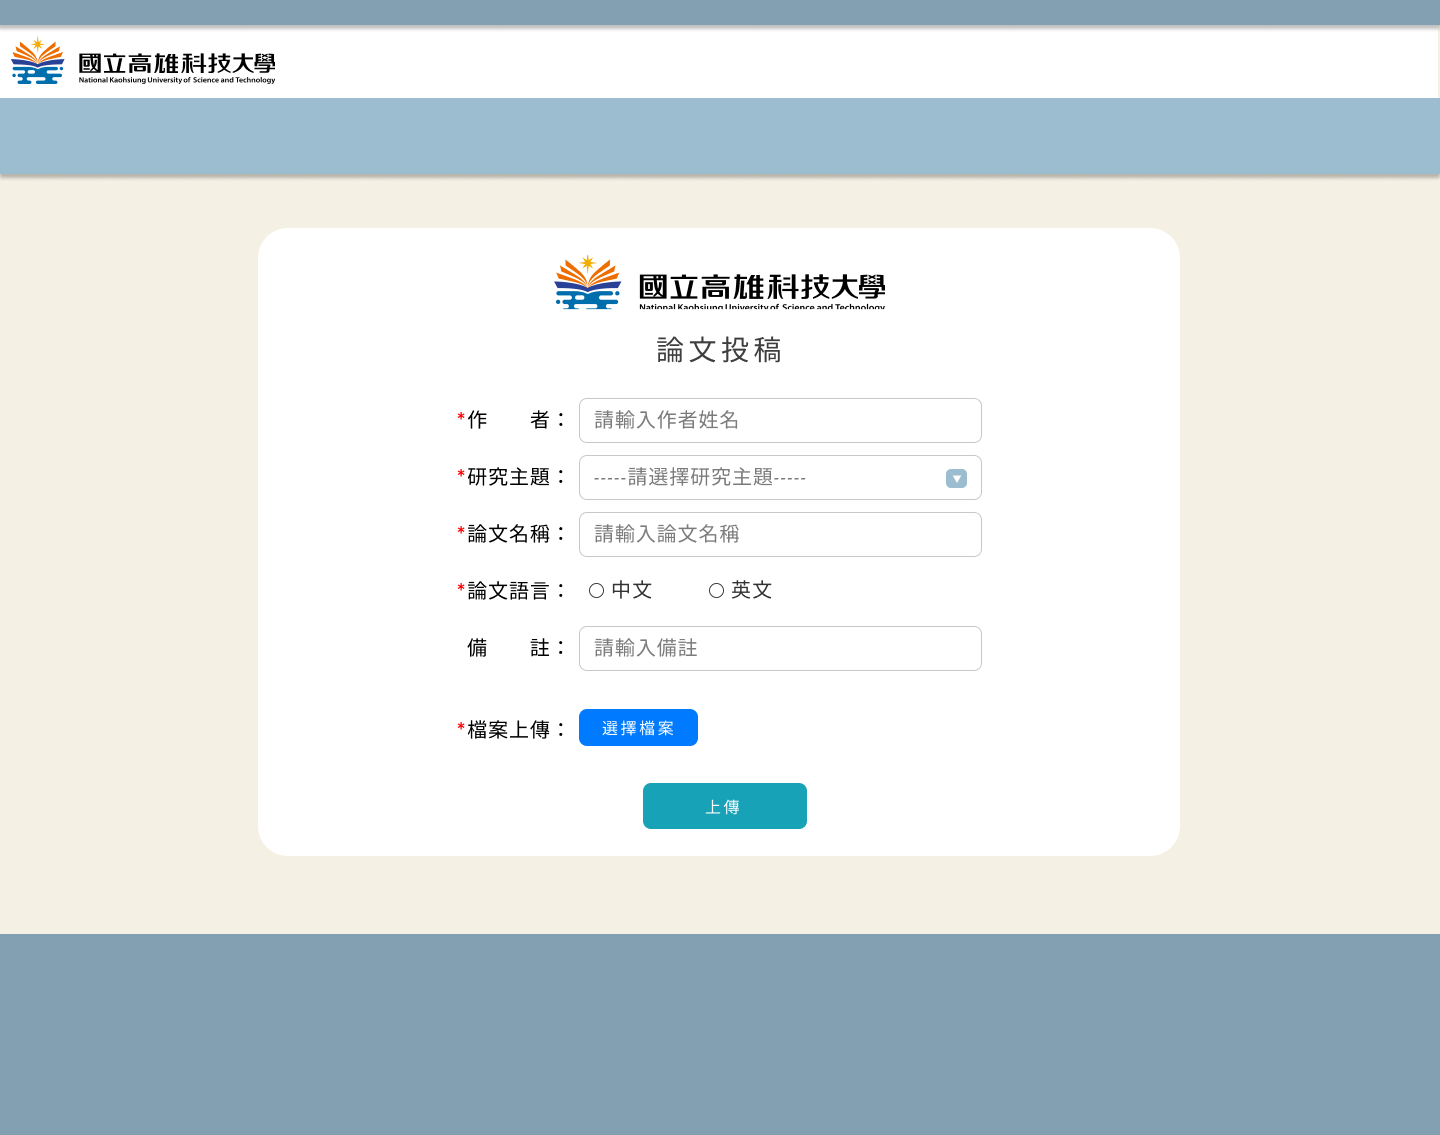 國立高雄科技大學
National Kaohsiung University of Science and Technology
國立高雄科技大學
National Kaohsiung University of Science and Technology
論文投稿
*作　　者： 請輸入作者姓名
*研究主題： -----請選擇研究主題-----
*論文名稱： 請輸入論文名稱
*論文語言： 中文 英文
備　　註： 請輸入備註
*檔案上傳： 選擇檔案
上傳